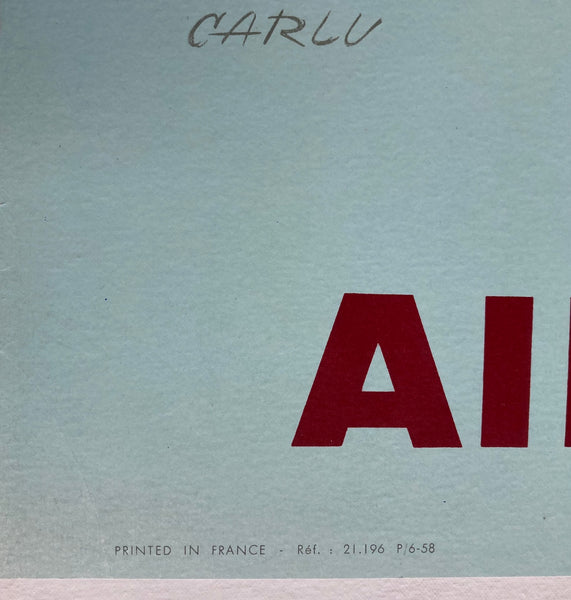 CARLU
AI
PRINTED IN FRANCE - Réf. : 21.196 P/6-58